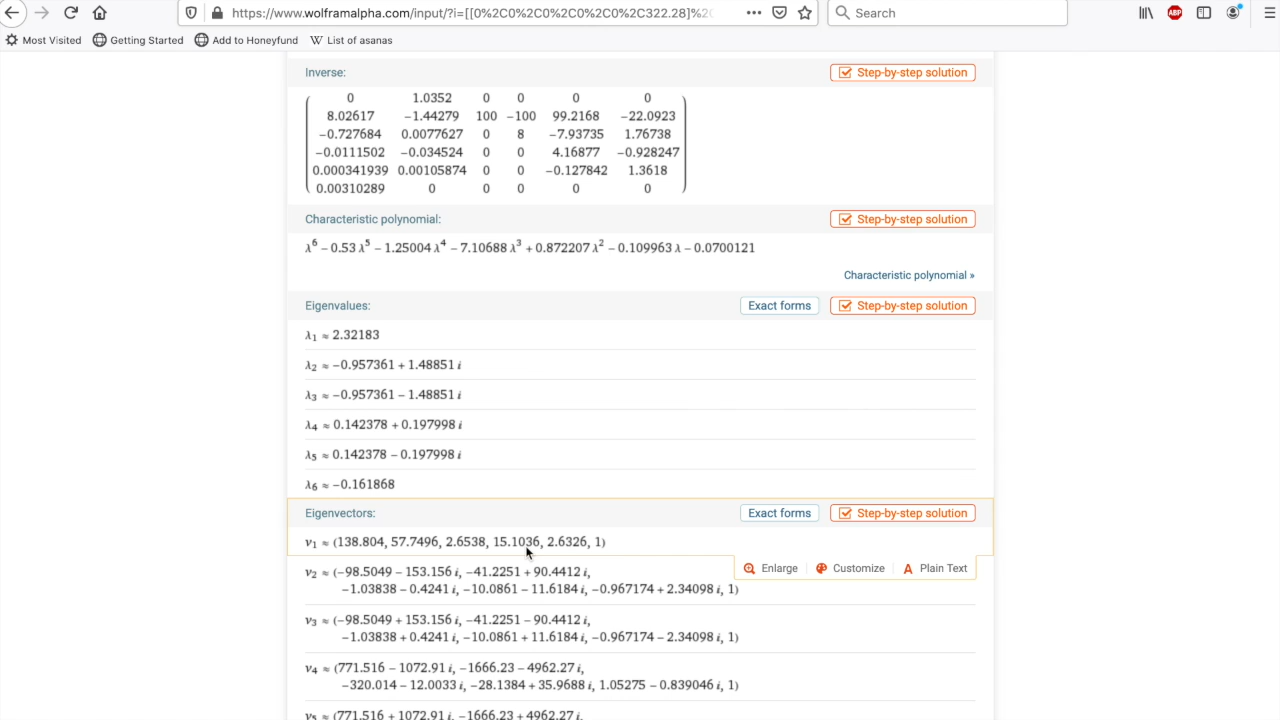 https://www.wolframalpha.com/input/?i=[[0%2C0%2C0%2C0%2C0%2C322.28]%2
Search
ABP
Most Visited
Getting Started
Add to Honeyfund
List of asanas
Inverse:
Step-by-step solution
0 1.0352 0 0 0 0
8.02617 −1.44279 100 −100 99.2168 −22.0923
−0.727684 0.0077627 0 8 −7.93735 1.76738
−0.0111502 −0.034524 0 0 4.16877 −0.928247
0.000341939 0.00105874 0 0 −0.127842 1.3618
0.00310289 0 0 0 0 0
Characteristic polynomial:
Step-by-step solution
λ⁶ − 0.53 λ⁵ − 1.25004 λ⁴ − 7.10688 λ³ + 0.872207 λ² − 0.109963 λ − 0.0700121
Characteristic polynomial »
Eigenvalues:
Exact forms
Step-by-step solution
λ₁ ≈ 2.32183
λ₂ ≈ −0.957361 + 1.48851 i
λ₃ ≈ −0.957361 − 1.48851 i
λ₄ ≈ 0.142378 + 0.197998 i
λ₅ ≈ 0.142378 − 0.197998 i
λ₆ ≈ −0.161868
Eigenvectors:
Exact forms
Step-by-step solution
v₁ ≈ (138.804, 57.7496, 2.6538, 15.1036, 2.6326, 1)
Enlarge
Customize
A Plain Text
v₂ ≈ (−98.5049 − 153.156 i, −41.2251 + 90.4412 i,
−1.03838 − 0.4241 i, −10.0861 − 11.6184 i, −0.967174 + 2.34098 i, 1)
v₃ ≈ (−98.5049 + 153.156 i, −41.2251 − 90.4412 i,
−1.03838 + 0.4241 i, −10.0861 + 11.6184 i, −0.967174 − 2.34098 i, 1)
v₄ ≈ (771.516 − 1072.91 i, −1666.23 − 4962.27 i,
−320.014 − 12.0033 i, −28.1384 + 35.9688 i, 1.05275 − 0.839046 i, 1)
v₅ ≈ (771.516 + 1072.91 i, −1666.23 + 4962.27 i,